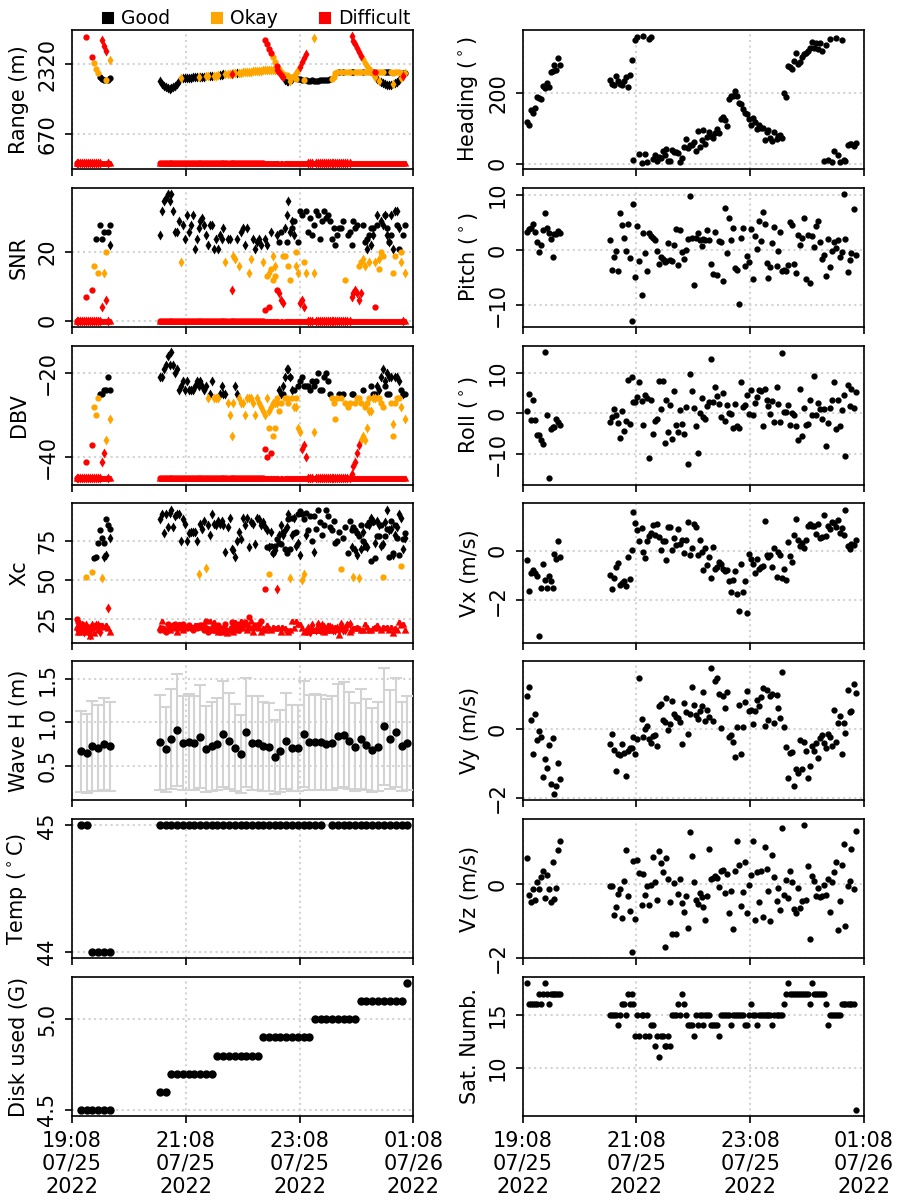 Good Okay Difficult
Range (m)
2320
670
Heading (°)
200
0
SNR
20
0
Pitch (°)
10
0
−10
DBV
−20
−40
Roll (°)
10
0
−10
Xc
75
50
25
Vx (m/s)
0
−2
Wave H (m)
1.5
1.0
0.5
Vy (m/s)
0
−2
Temp (°C)
45
44
Vz (m/s)
0
−2
Disk used (G)
5.0
4.5
Sat. Numb.
15
10
19:08 21:08 23:08 01:08 19:08 21:08 23:08 01:08
07/25 07/25 07/25 07/26 07/25 07/25 07/25 07/26
2022 2022 2022 2022 2022 2022 2022 2022